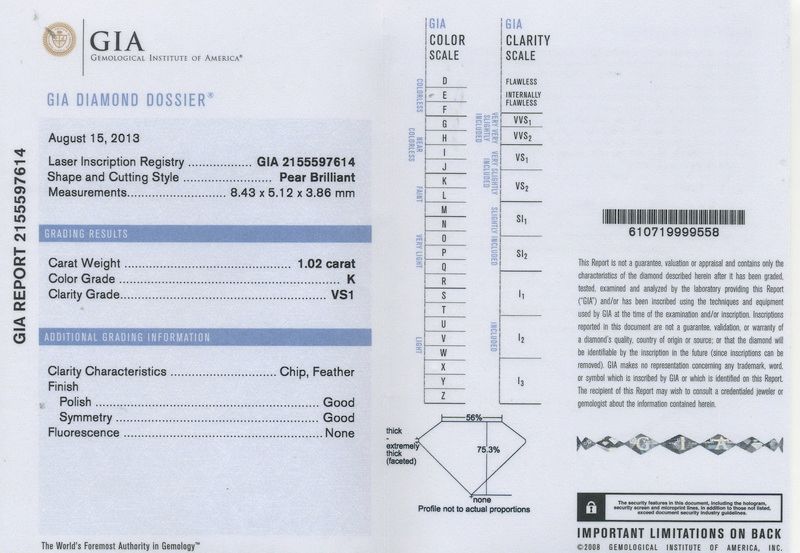 GIA REPORT 2155597614
GIA
GEMOLOGICAL INSTITUTE OF AMERICA®
GIA DIAMOND DOSSIER®
August 15, 2013
Laser Inscription Registry .................. GIA 2155597614
Shape and Cutting Style .................... Pear Brilliant
Measurements........................ 8.43 x 5.12 x 3.86 mm
GRADING RESULTS
Carat Weight ........................................ 1.02 carat
Color Grade ........................................ K
Clarity Grade........................................ VS1
ADDITIONAL GRADING INFORMATION
Clarity Characteristics ........................ Chip, Feather
Finish
Polish ........................................ Good
Symmetry ........................................ Good
Fluorescence ........................................ None
The World's Foremost Authority in Gemology™
GIA
COLOR
SCALE
COLORLESS
NEAR
COLORLESS
FAINT
VERY LIGHT
LIGHT
D
E
F
G
H
I
J
K
L
M
N
O
P
Q
R
S
T
U
V
W
X
Y
Z
GIA
CLARITY
SCALE
VERY VERY
SLIGHTLY
INCLUDED
VERY SLIGHTLY
INCLUDED
SLIGHTLY INCLUDED
INCLUDED
FLAWLESS
INTERNALLY
FLAWLESS
VVS1
VVS2
VS1
VS2
SI1
SI2
I1
I2
I3
56%
thick
-
extremely
thick
(faceted)
75.3%
none
Profile not to actual proportions
610719999558
This Report is not a guarantee, valuation or appraisal and contains only the
characteristics of the diamond described herein after it has been graded,
tested, examined and analyzed by the laboratory providing this Report
("GIA") and/or has been inscribed using the techniques and equipment
used by GIA at the time of the examination and/or inscription. Inscriptions
reported in this document are not a guarantee, validation, or warranty of
a diamond's quality, country of origin or source; or that the diamond will
be identifiable by the inscription in the future (since inscriptions can be
removed). GIA makes no representation concerning any trademark, word,
or symbol which is inscribed by GIA or which is identified on this Report.
The recipient of this Report may wish to consult a credentialed jeweler or
gemologist about the information contained herein.
G I A
The security features in this document, including the hologram,
security screen and microprint lines, in addition to those not listed,
exceed document security industry guidelines.
IMPORTANT LIMITATIONS ON BACK
©2008 GEMOLOGICAL INSTITUTE OF AMERICA, INC.